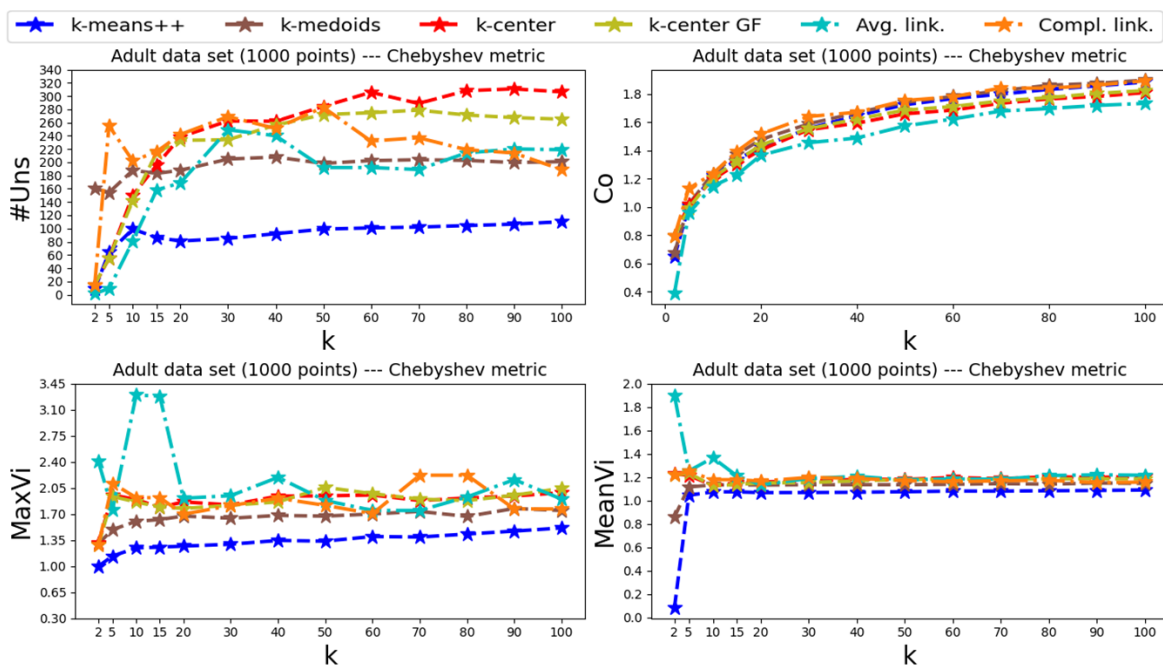 k-means++ k-medoids k-center k-center GF Avg. link. Compl. link.
Adult data set (1000 points) --- Chebyshev metric
#Uns
340
320
300
280
260
240
220
200
180
160
140
120
100
80
60
40
20
0
2 5 10 15 20 30 40 50 60 70 80 90 100
k
Adult data set (1000 points) --- Chebyshev metric
Co
1.8
1.6
1.4
1.2
1.0
0.8
0.6
0.4
0 20 40 60 80 100
k
Adult data set (1000 points) --- Chebyshev metric
MaxVi
3.45
3.10
2.75
2.40
2.05
1.70
1.35
1.00
0.65
0.30
2 5 10 15 20 30 40 50 60 70 80 90 100
k
Adult data set (1000 points) --- Chebyshev metric
MeanVi
2.0
1.8
1.6
1.4
1.2
1.0
0.8
0.6
0.4
0.2
0.0
2 5 10 15 20 30 40 50 60 70 80 90 100
k